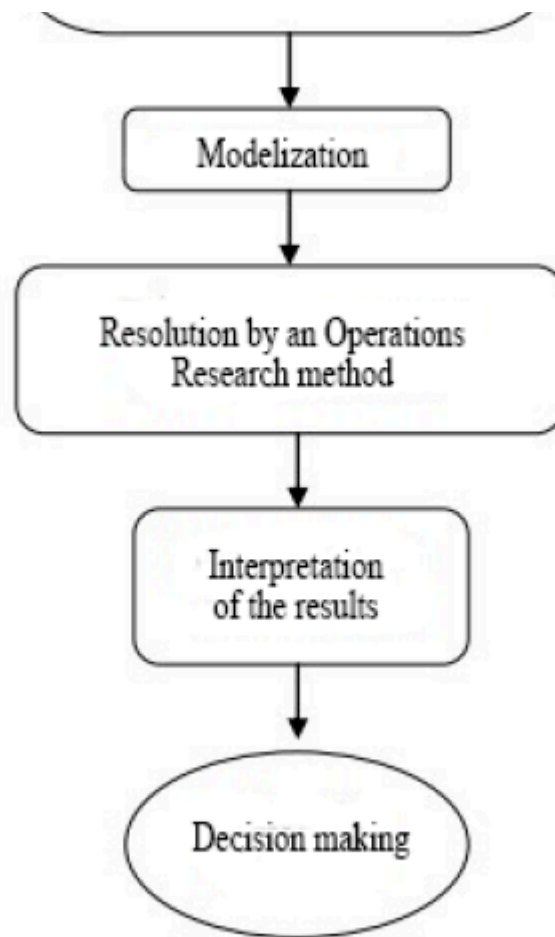 Modelization
Resolution by an Operations
Research method
Interpretation
of the results
Decision making